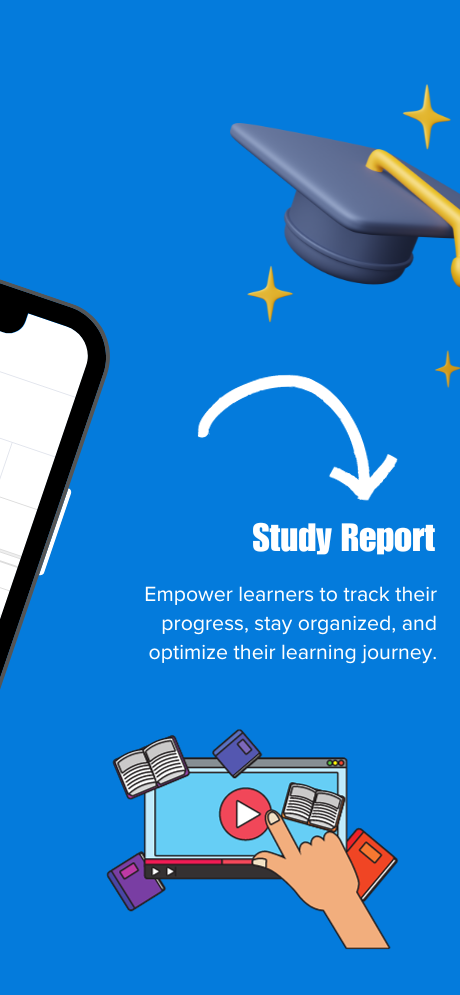 Study Report
Empower learners to track their
progress, stay organized, and
optimize their learning journey.